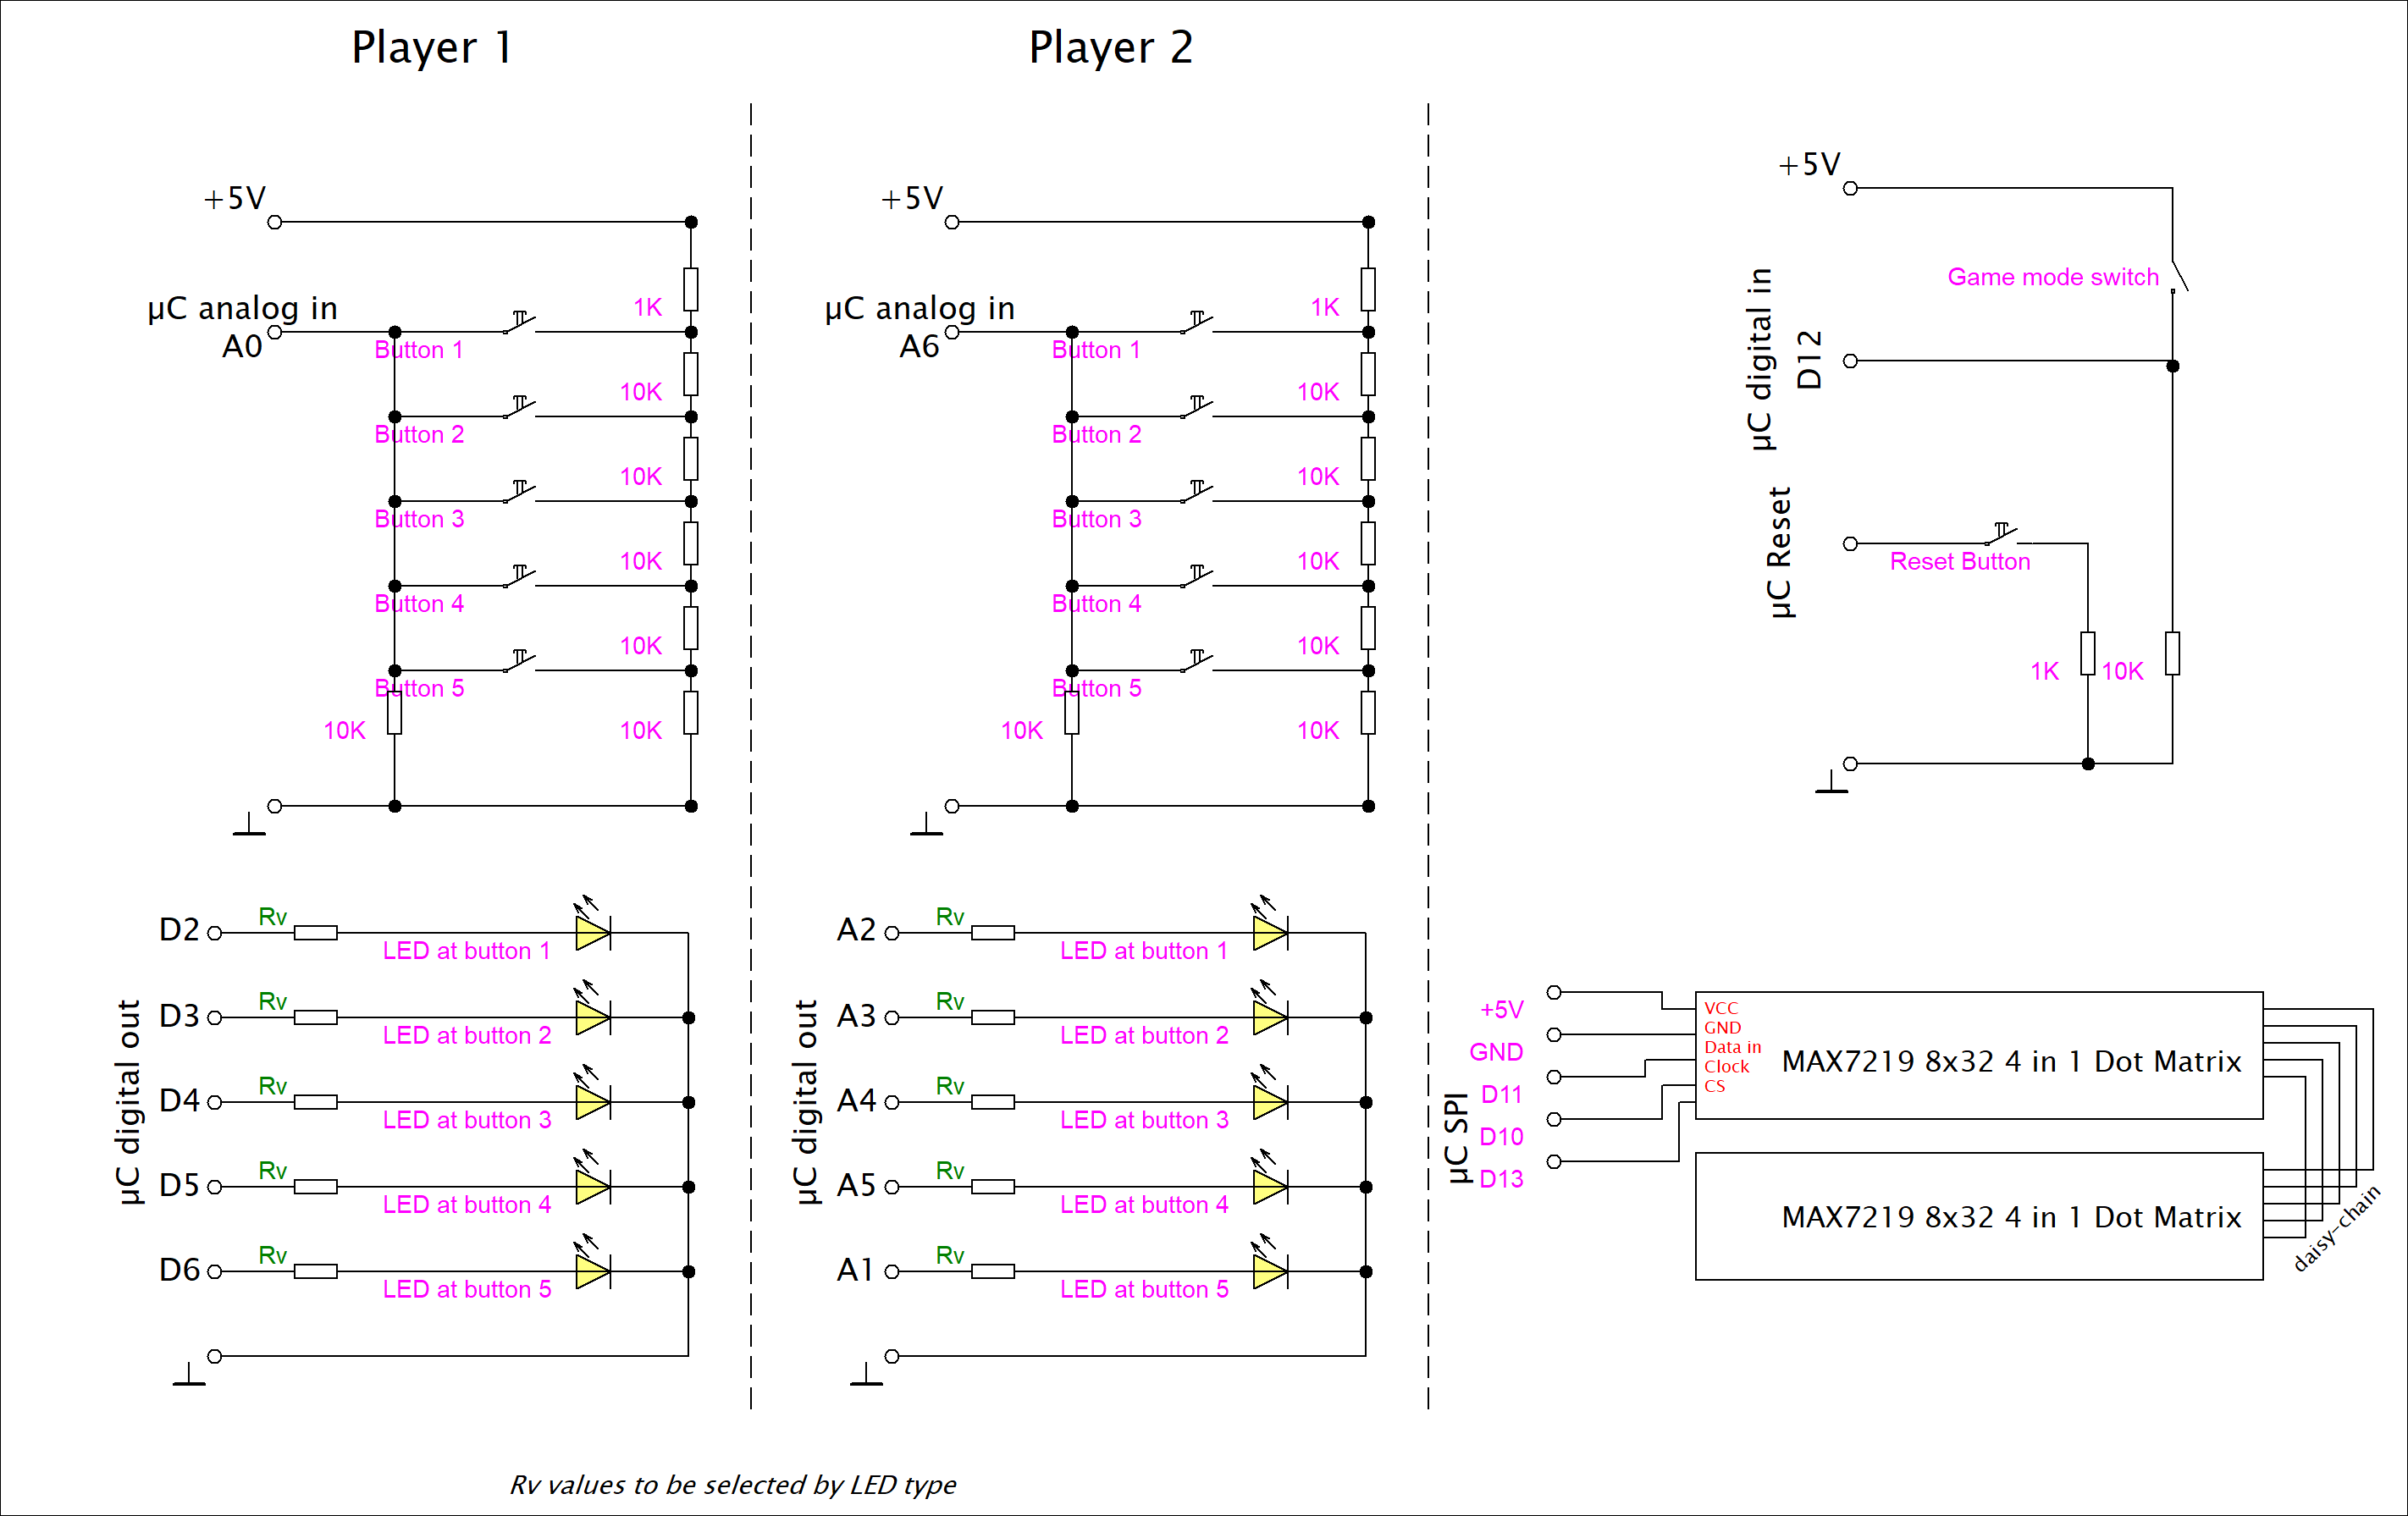 Player 1
+5V
µC analog in
A0
1K
Button 1
10K
Button 2
10K
Button 3
10K
Button 4
10K
Button 5
10K
10K
µC digital out
D2
Rv
LED at button 1
D3
Rv
LED at button 2
D4
Rv
LED at button 3
D5
Rv
LED at button 4
D6
Rv
LED at button 5
Player 2
+5V
µC analog in
A6
1K
Button 1
10K
Button 2
10K
Button 3
10K
Button 4
10K
Button 5
10K
10K
µC digital out
A2
Rv
LED at button 1
A3
Rv
LED at button 2
A4
Rv
LED at button 3
A5
Rv
LED at button 4
A1
Rv
LED at button 5
+5V
Game mode switch
µC digital in
D12
µC Reset
Reset Button
1K
10K
µC SPI
+5V
GND
D11
D10
D13
VCC
GND
Data in
Clock
CS
MAX7219 8x32 4 in 1 Dot Matrix
MAX7219 8x32 4 in 1 Dot Matrix
daisy-chain
Rv values to be selected by LED type